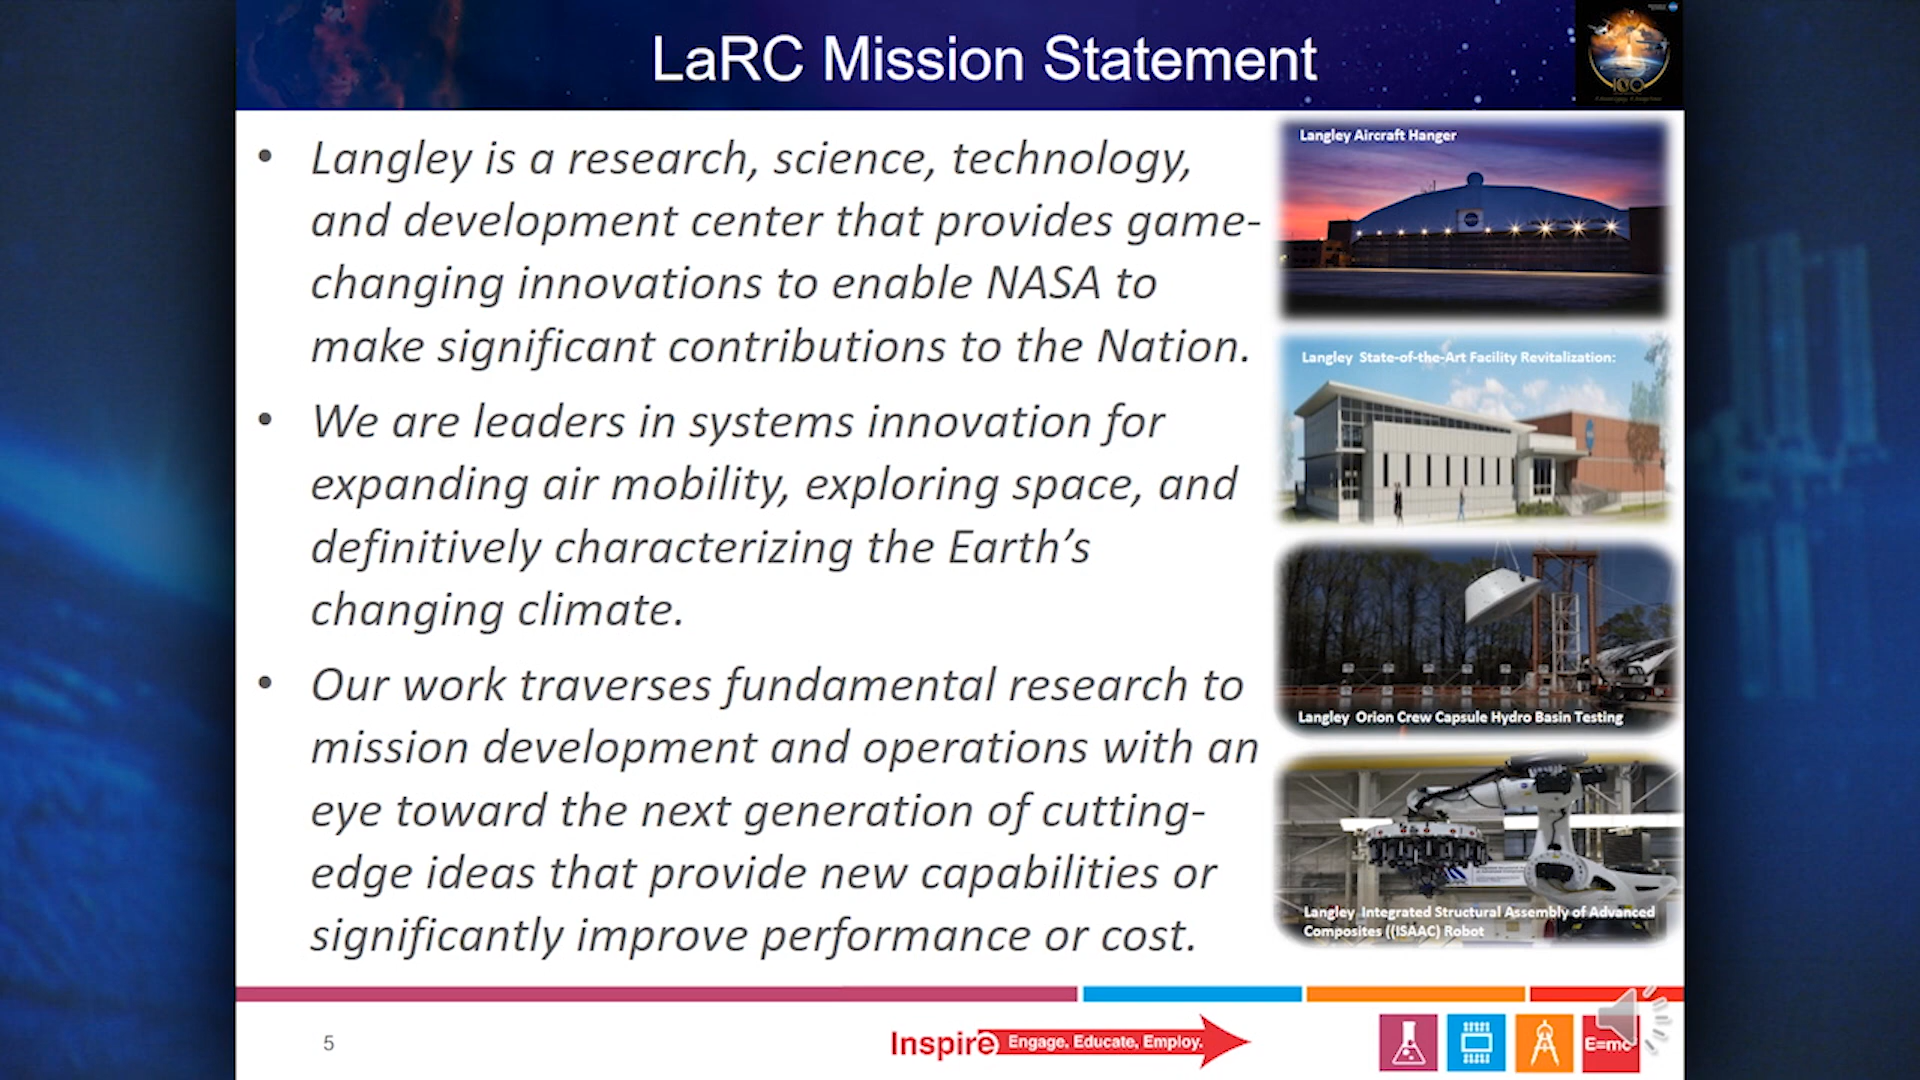 LaRC Mission Statement
100
• Langley is a research, science, technology,
and development center that provides game-
changing innovations to enable NASA to
make significant contributions to the Nation.
• We are leaders in systems innovation for
expanding air mobility, exploring space, and
definitively characterizing the Earth’s
changing climate.
• Our work traverses fundamental research to
mission development and operations with an
eye toward the next generation of cutting-
edge ideas that provide new capabilities or
significantly improve performance or cost.
Langley Aircraft Hanger
Langley State-of-the-Art Facility Revitalization:
Langley Orion Crew Capsule Hydro Basin Testing
Langley Integrated Structural Assembly of Advanced
Composites ((ISAAC) Robot
5
Inspire
Engage. Educate, Employ.
E=mc